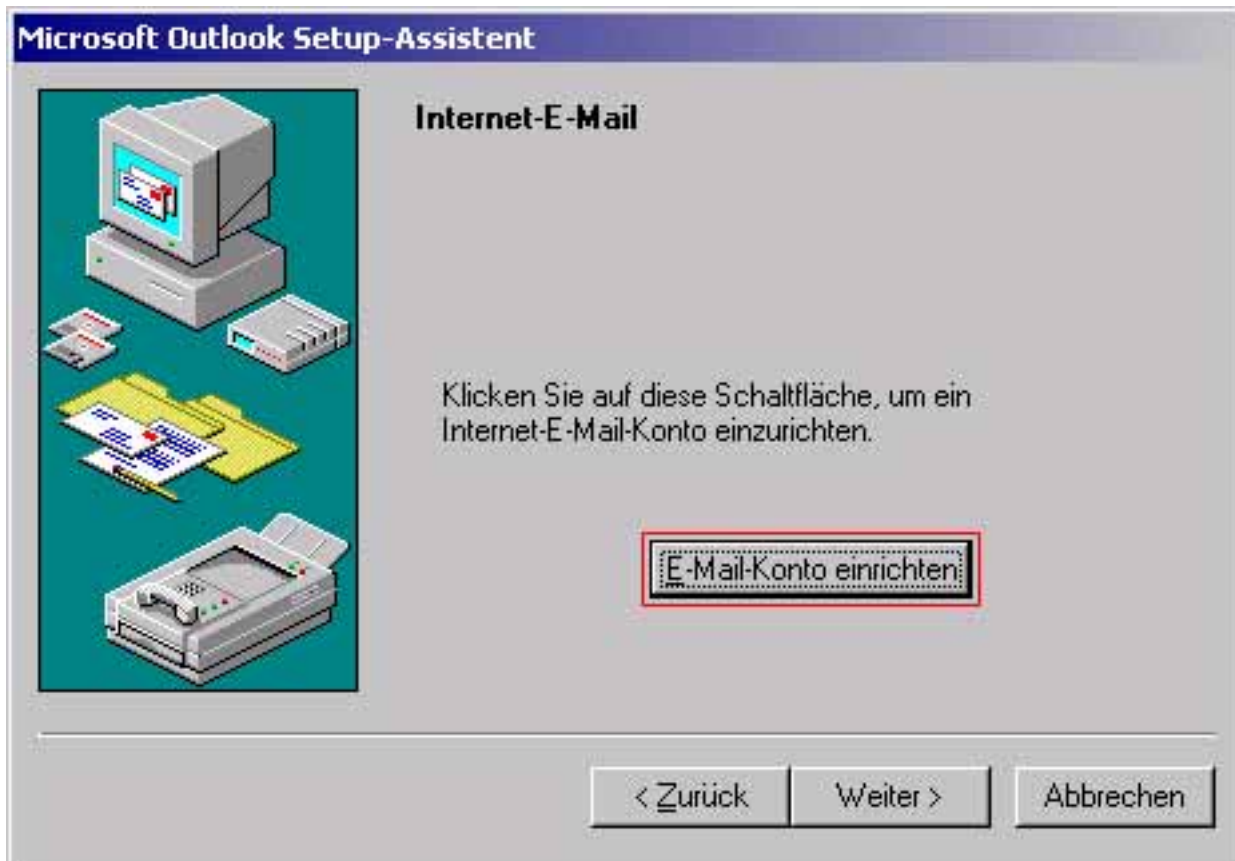 Microsoft Outlook Setup-Assistent
Internet-E-Mail
Klicken Sie auf diese Schaltfläche, um ein
Internet-E-Mail-Konto einzurichten.
E-Mail-Konto einrichten
< Zurück
Weiter >
Abbrechen